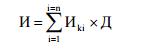 i=n
И = ∑ Иki × Д
i=1